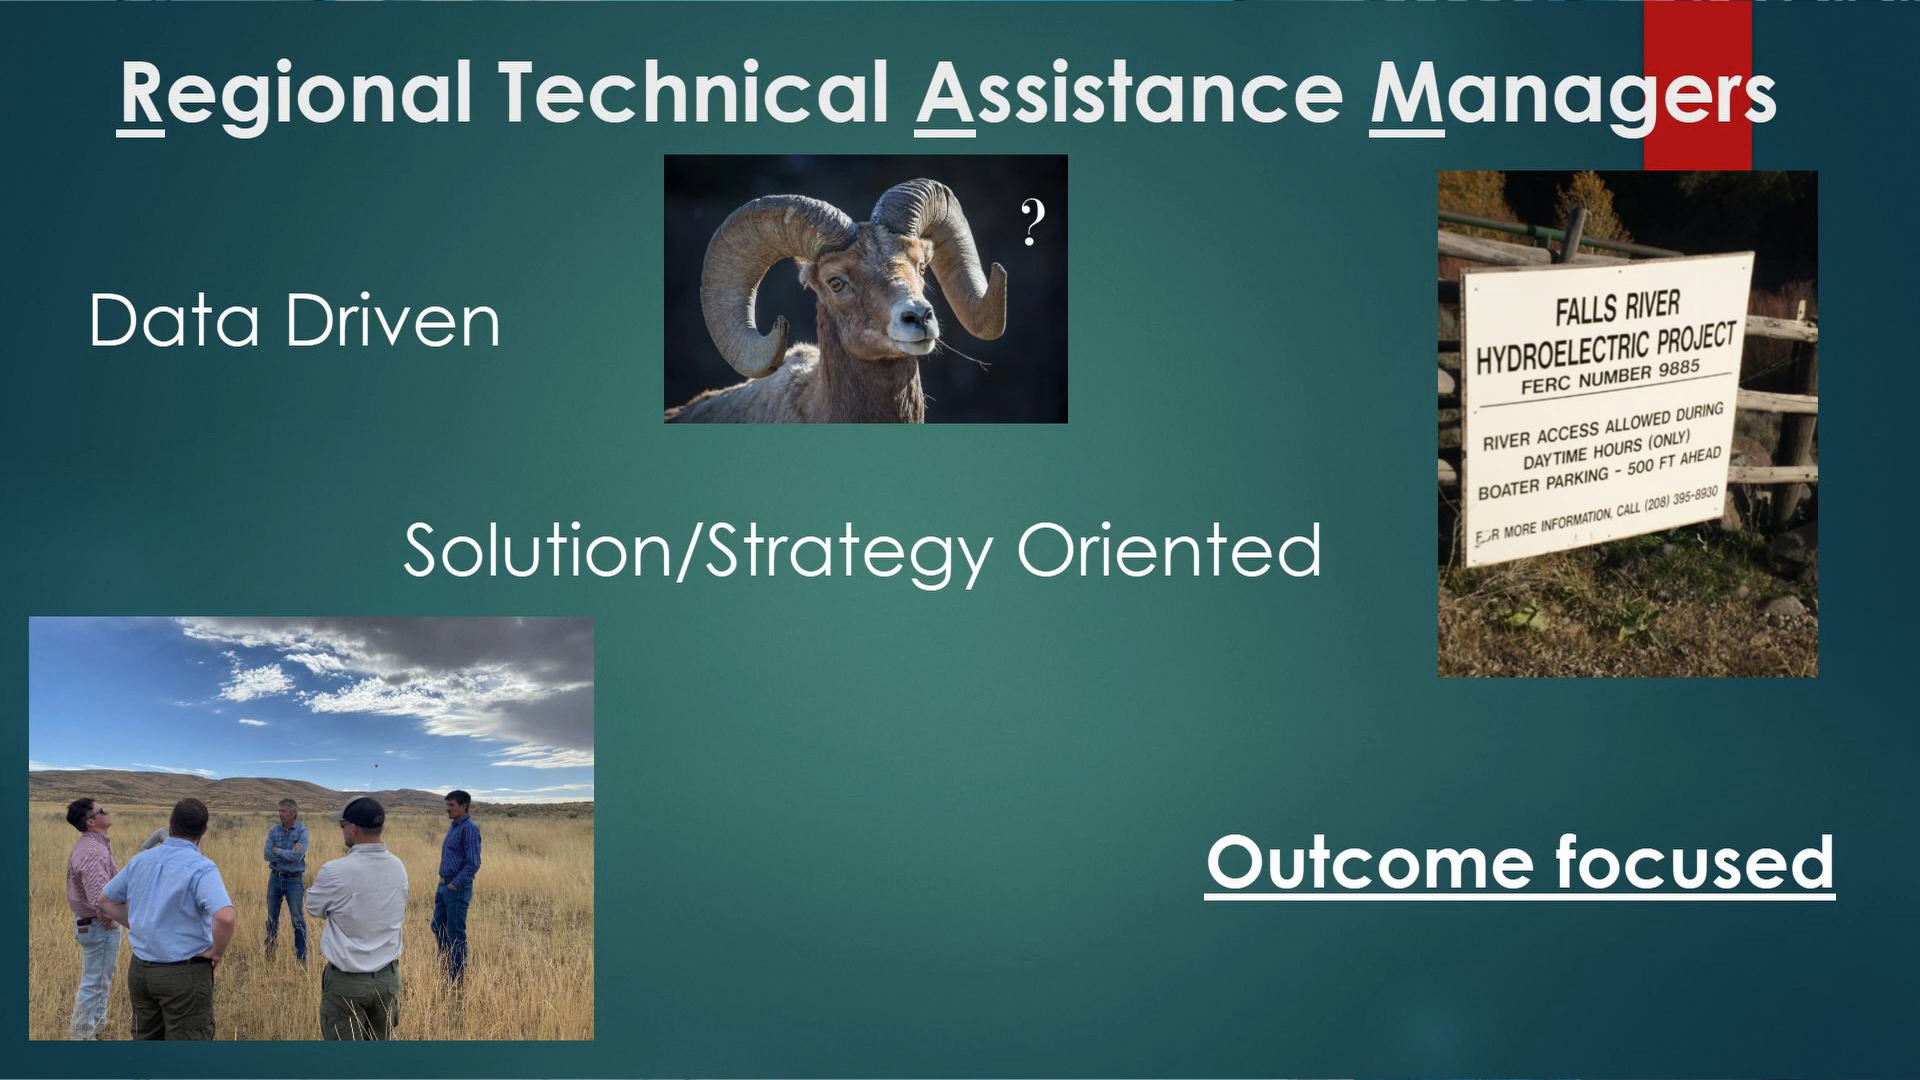 Regional Technical Assistance Managers
?
Data Driven
FALLS RIVER
HYDROELECTRIC PROJECT
FERC NUMBER 9885
RIVER ACCESS ALLOWED DURING
DAYTIME HOURS (ONLY)
BOATER PARKING - 500 FT AHEAD
FOR MORE INFORMATION, CALL (208) 395-8930
Solution/Strategy Oriented
Outcome focused